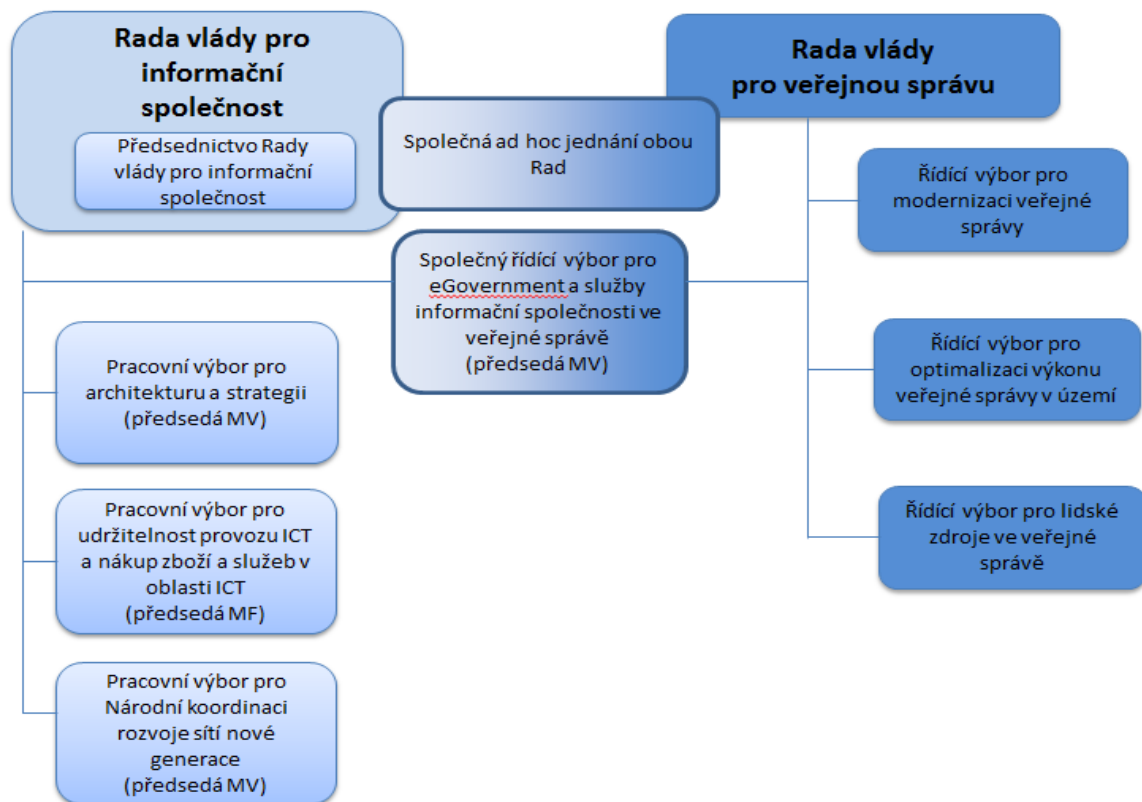 Rada vlády pro
informační
společnost
Předsednictvo Rady
vlády pro informační
společnost
Společná ad hoc jednání obou
Rad
Rada vlády
pro veřejnou správu
Společný řídící výbor pro
eGovernment a služby
informační společnosti ve
veřejné správě
(předsedá MV)
Pracovní výbor pro
architekturu a strategii
(předsedá MV)
Pracovní výbor pro
udržitelnost provozu ICT
a nákup zboží a služeb v
oblasti ICT
(předsedá MF)
Pracovní výbor pro
Národní koordinaci
rozvoje sítí nové
generace
(předsedá MV)
Řídící výbor pro
modernizaci veřejné
správy
Řídící výbor pro
optimalizaci výkonu
veřejné správy v území
Řídící výbor pro lidské
zdroje ve veřejné
správě